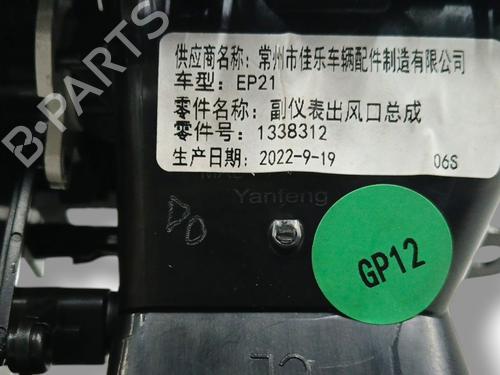 供应商名称: 常州市佳乐车辆配件制造有限公司
车型: EP21
零件名称: 副仪表出风口总成
零件号: 1338312
生产日期: 2022-9-19 06S
Yanfeng
DO
GP12